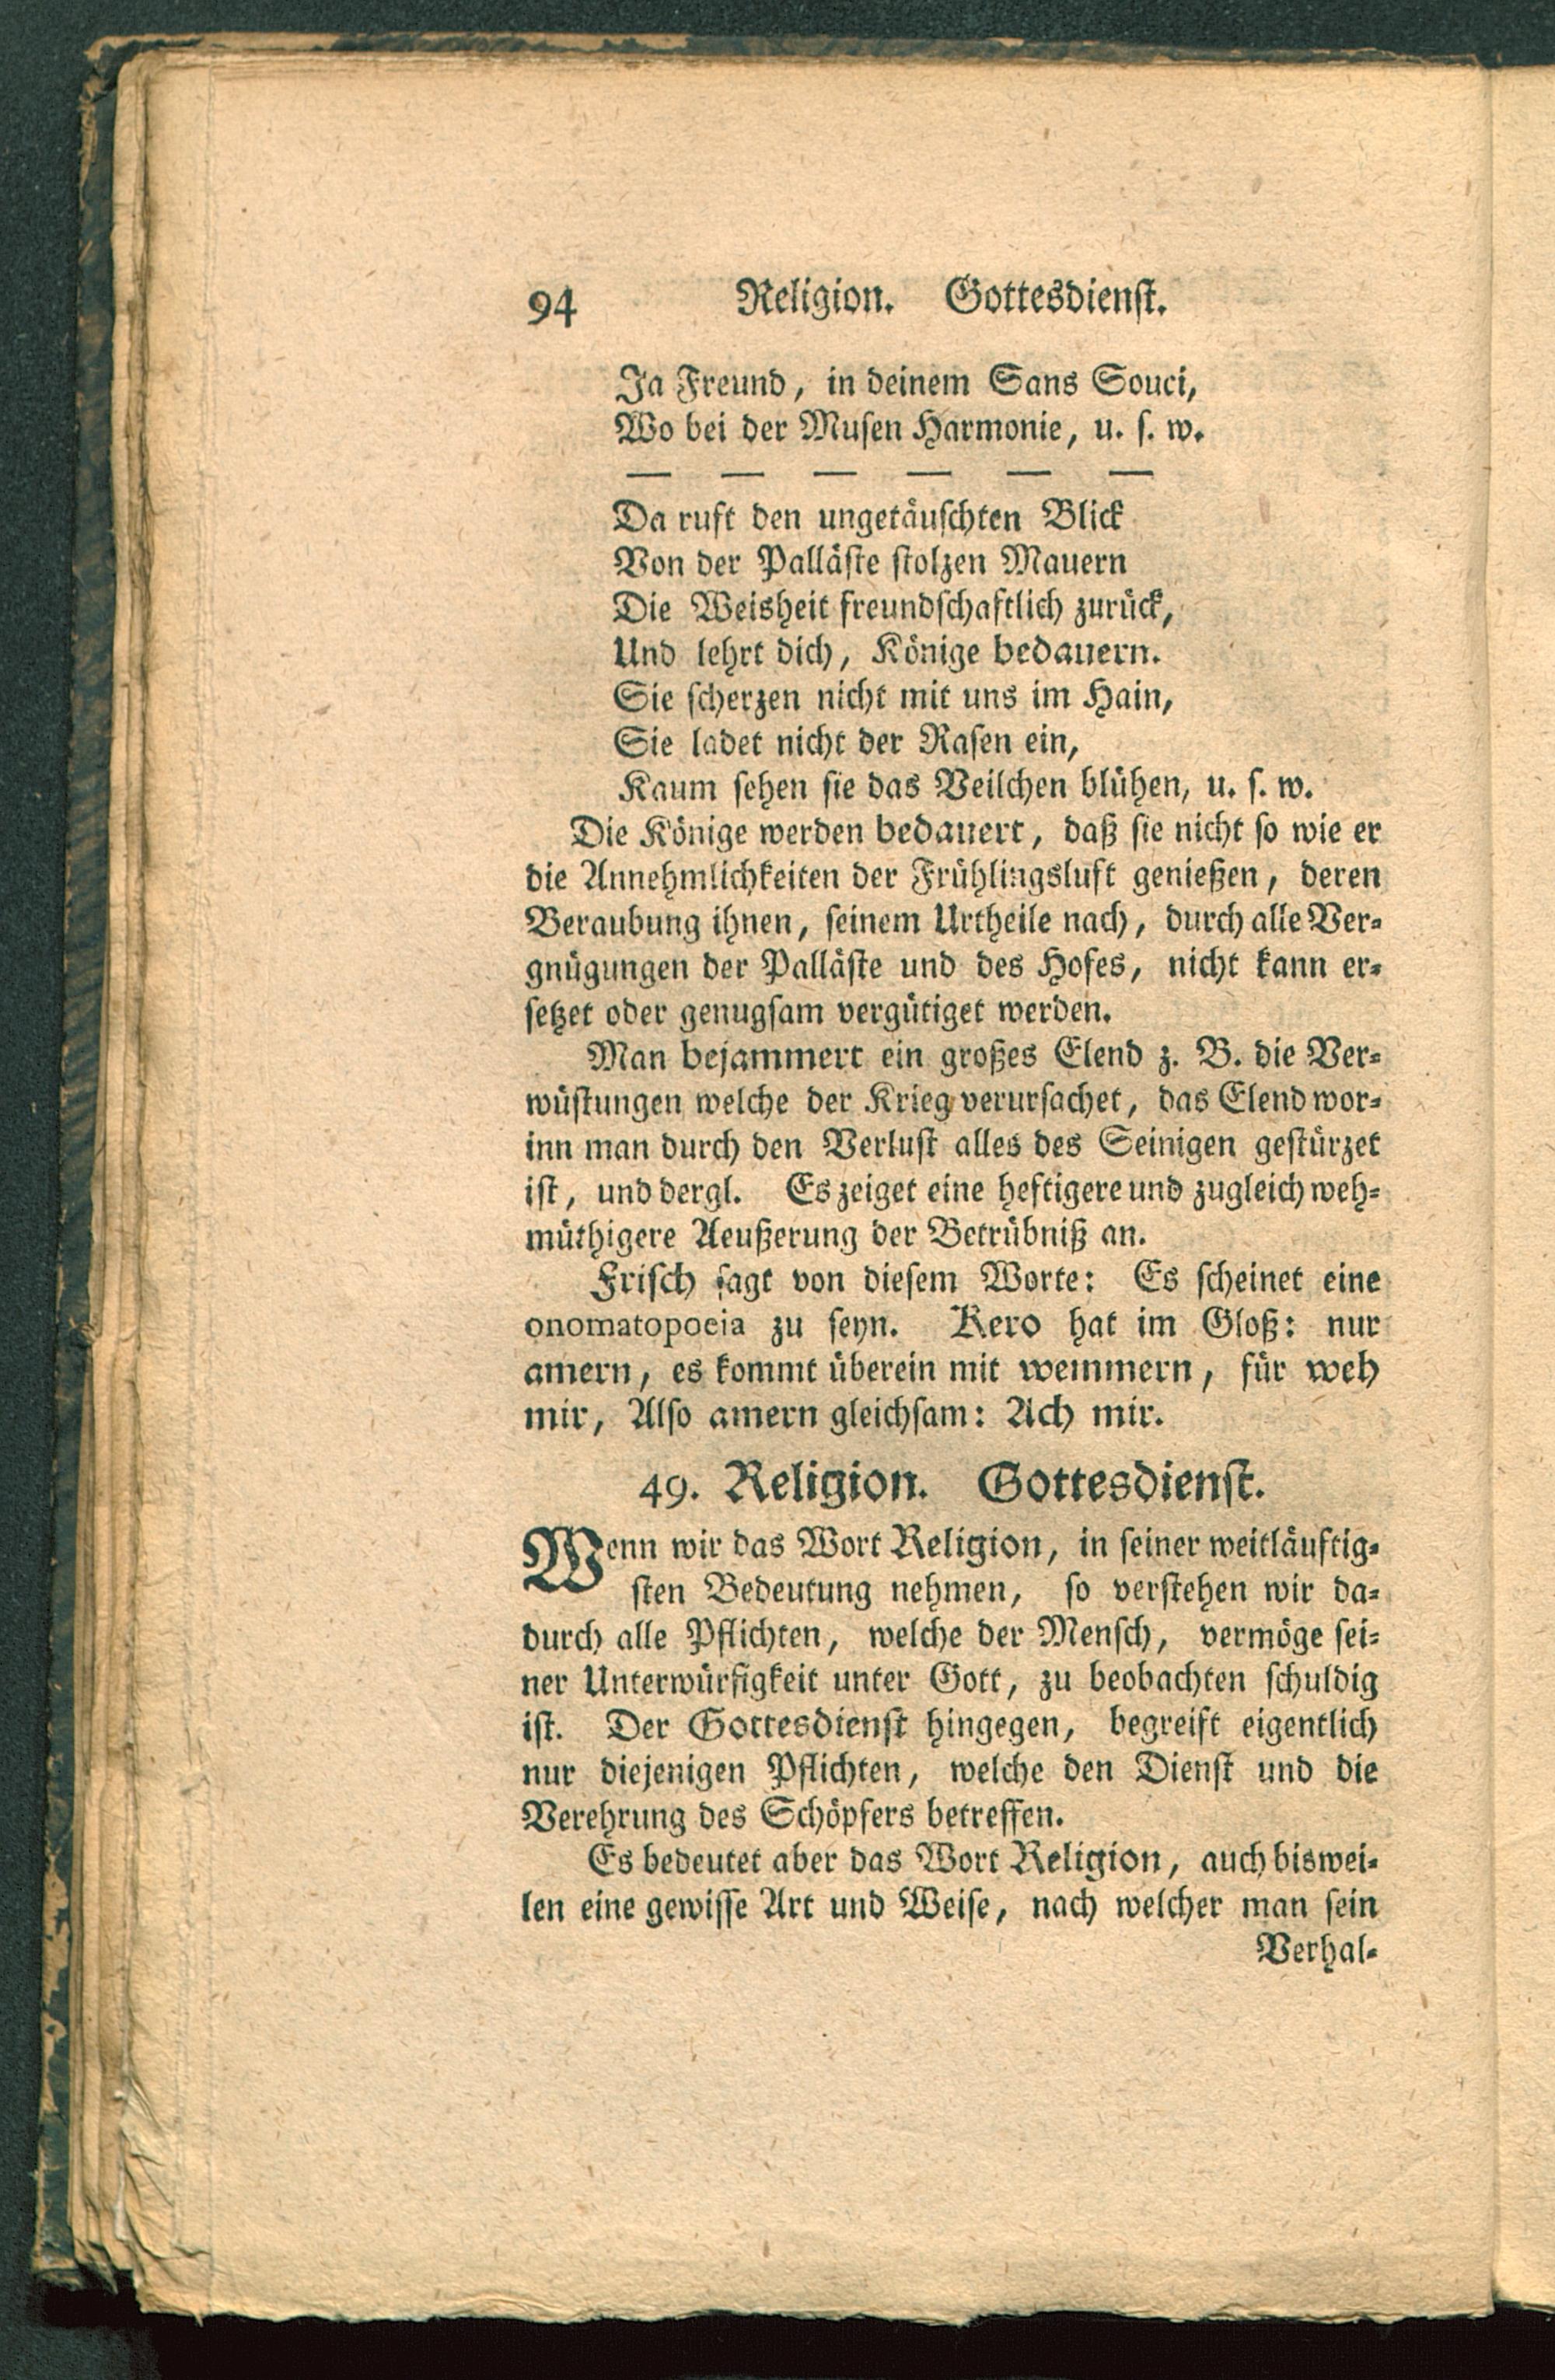 94 Religion. Gottesdienst.
Ja Freund, in deinem Sans Souci,
Wo bei der Musen Harmonie, u. s. w.
— — — — — —
Da ruft den ungetäuschten Blick
Von der Palläste stolzen Mauern
Die Weisheit freundschaftlich zurück,
Und lehrt dich, Könige bedauern.
Sie scherzen nicht mit uns im Hain,
Sie ladet nicht der Rasen ein,
Kaum sehen sie das Veilchen blühen, u. s. w.
Die Könige werden bedauert, daß sie nicht so wie er
die Annehmlichkeiten der Frühlingsluft genießen, deren
Beraubung ihnen, seinem Urtheile nach, durch alle Ver-
gnügungen der Palläste und des Hofes, nicht kann er-
setzet oder genugsam vergütiget werden.
Man bejammert ein großes Elend z. B. die Ver-
wüstungen welche der Krieg verursachet, das Elend wor-
inn man durch den Verlust alles des Seinigen gestürzet
ist, und dergl. Es zeiget eine heftigere und zugleich weh-
müthigere Aeußerung der Betrübniß an.
Frisch sagt von diesem Worte: Es scheinet eine
onomatopoeia zu seyn. Kero hat im Gloß: nur
amern, es kommt überein mit wemmern, für weh
mir, Also amern gleichsam: Ach mir.
49. Religion. Gottesdienst.
Wenn wir das Wort Religion, in seiner weitläuftig-
sten Bedeutung nehmen, so verstehen wir da-
durch alle Pflichten, welche der Mensch, vermöge sei-
ner Unterwürfigkeit unter Gott, zu beobachten schuldig
ist. Der Gottesdienst hingegen, begreift eigentlich
nur diejenigen Pflichten, welche den Dienst und die
Verehrung des Schöpfers betreffen.
Es bedeutet aber das Wort Religion, auch biswei-
len eine gewisse Art und Weise, nach welcher man sein
Verhal-